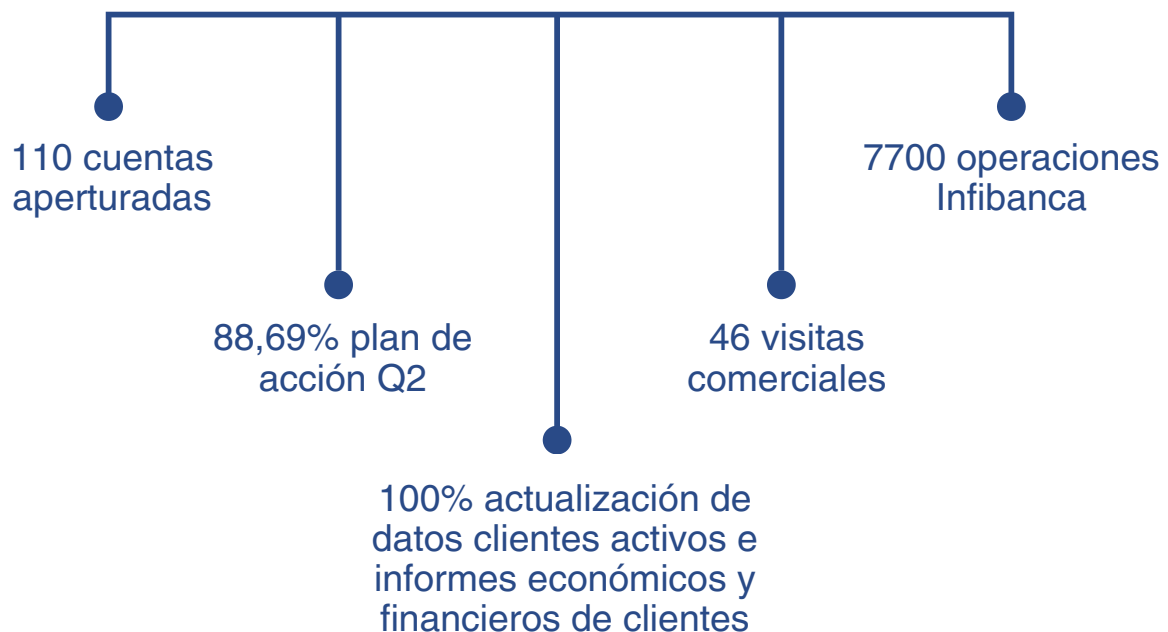 110 cuentas
aperturadas
7700 operaciones
Infibanca
88,69% plan de
acción Q2
46 visitas
comerciales
100% actualización de
datos clientes activos e
informes económicos y
financieros de clientes